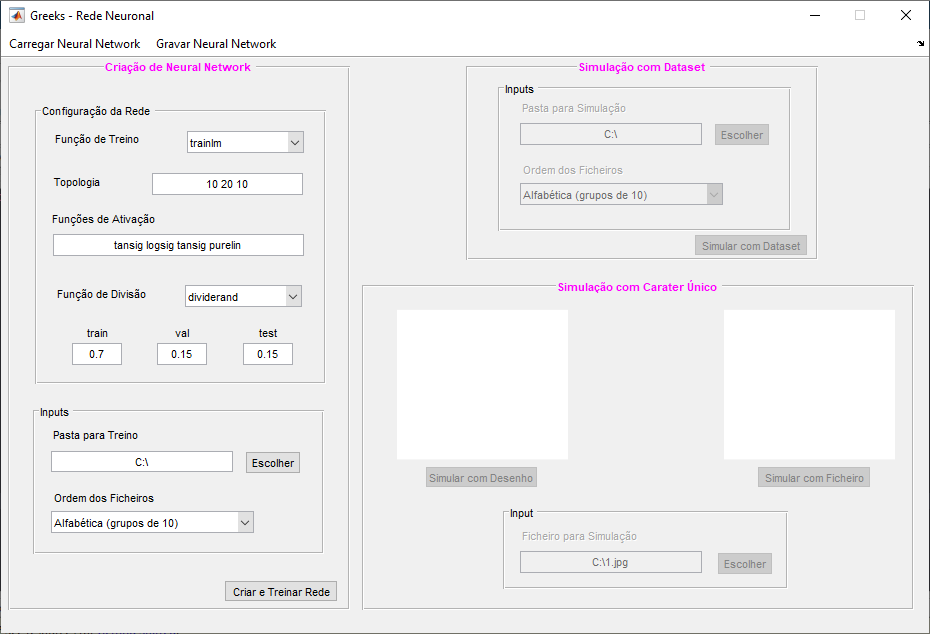 Greeks - Rede Neuronal
Carregar Neural Network Gravar Neural Network
Criação de Neural Network
Configuração da Rede
Função de Treino trainlm
Topologia 10 20 10
Funções de Ativação
tansig logsig tansig purelin
Função de Divisão dividerand
train val test
0.7 0.15 0.15
Inputs
Pasta para Treino
C:\ Escolher
Ordem dos Ficheiros
Alfabética (grupos de 10)
Criar e Treinar Rede
Simulação com Dataset
Inputs
Pasta para Simulação
C:\ Escolher
Ordem dos Ficheiros
Alfabética (grupos de 10)
Simular com Dataset
Simulação com Carater Único
Simular com Desenho Simular com Ficheiro
Input
Ficheiro para Simulação
C:\1.jpg Escolher